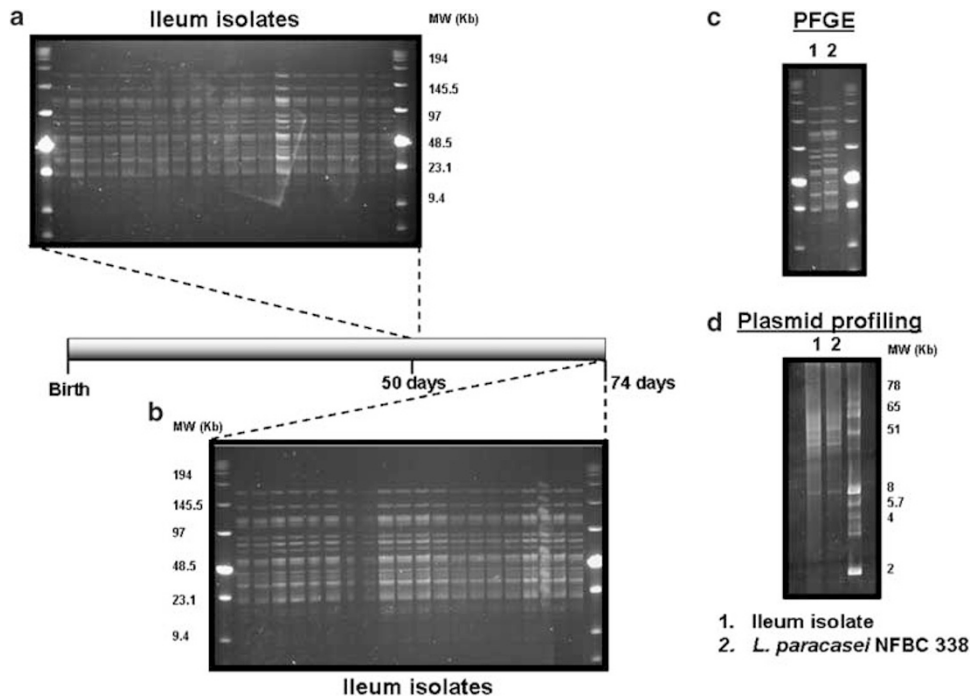 a
Ileum isolates
MW (Kb)
194
145.5
97
48.5
23.1
9.4
Birth
50 days
74 days
b
MW (Kb)
194
145.5
97
48.5
23.1
9.4
Ileum isolates
c
PFGE
1 2
d
Plasmid profiling
1 2
MW (Kb)
78
65
51
8
5.7
4
2
1. Ileum isolate
2. L. paracasei NFBC 338